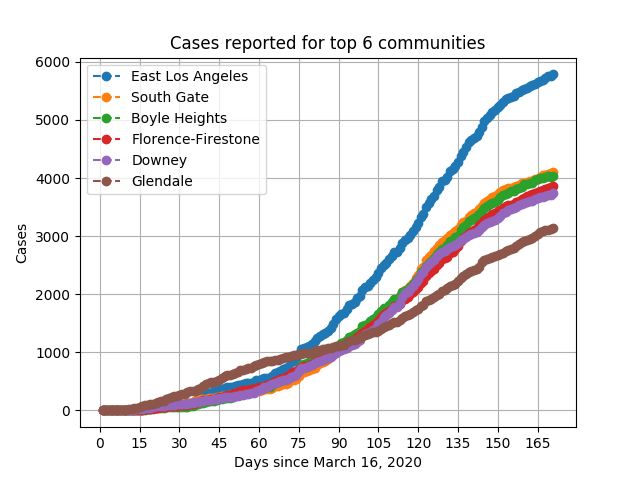 Cases reported for top 6 communities
East Los Angeles
South Gate
Boyle Heights
Florence-Firestone
Downey
Glendale
6000
5000
4000
3000
2000
1000
0
Cases
0 15 30 45 60 75 90 105 120 135 150 165
Days since March 16, 2020